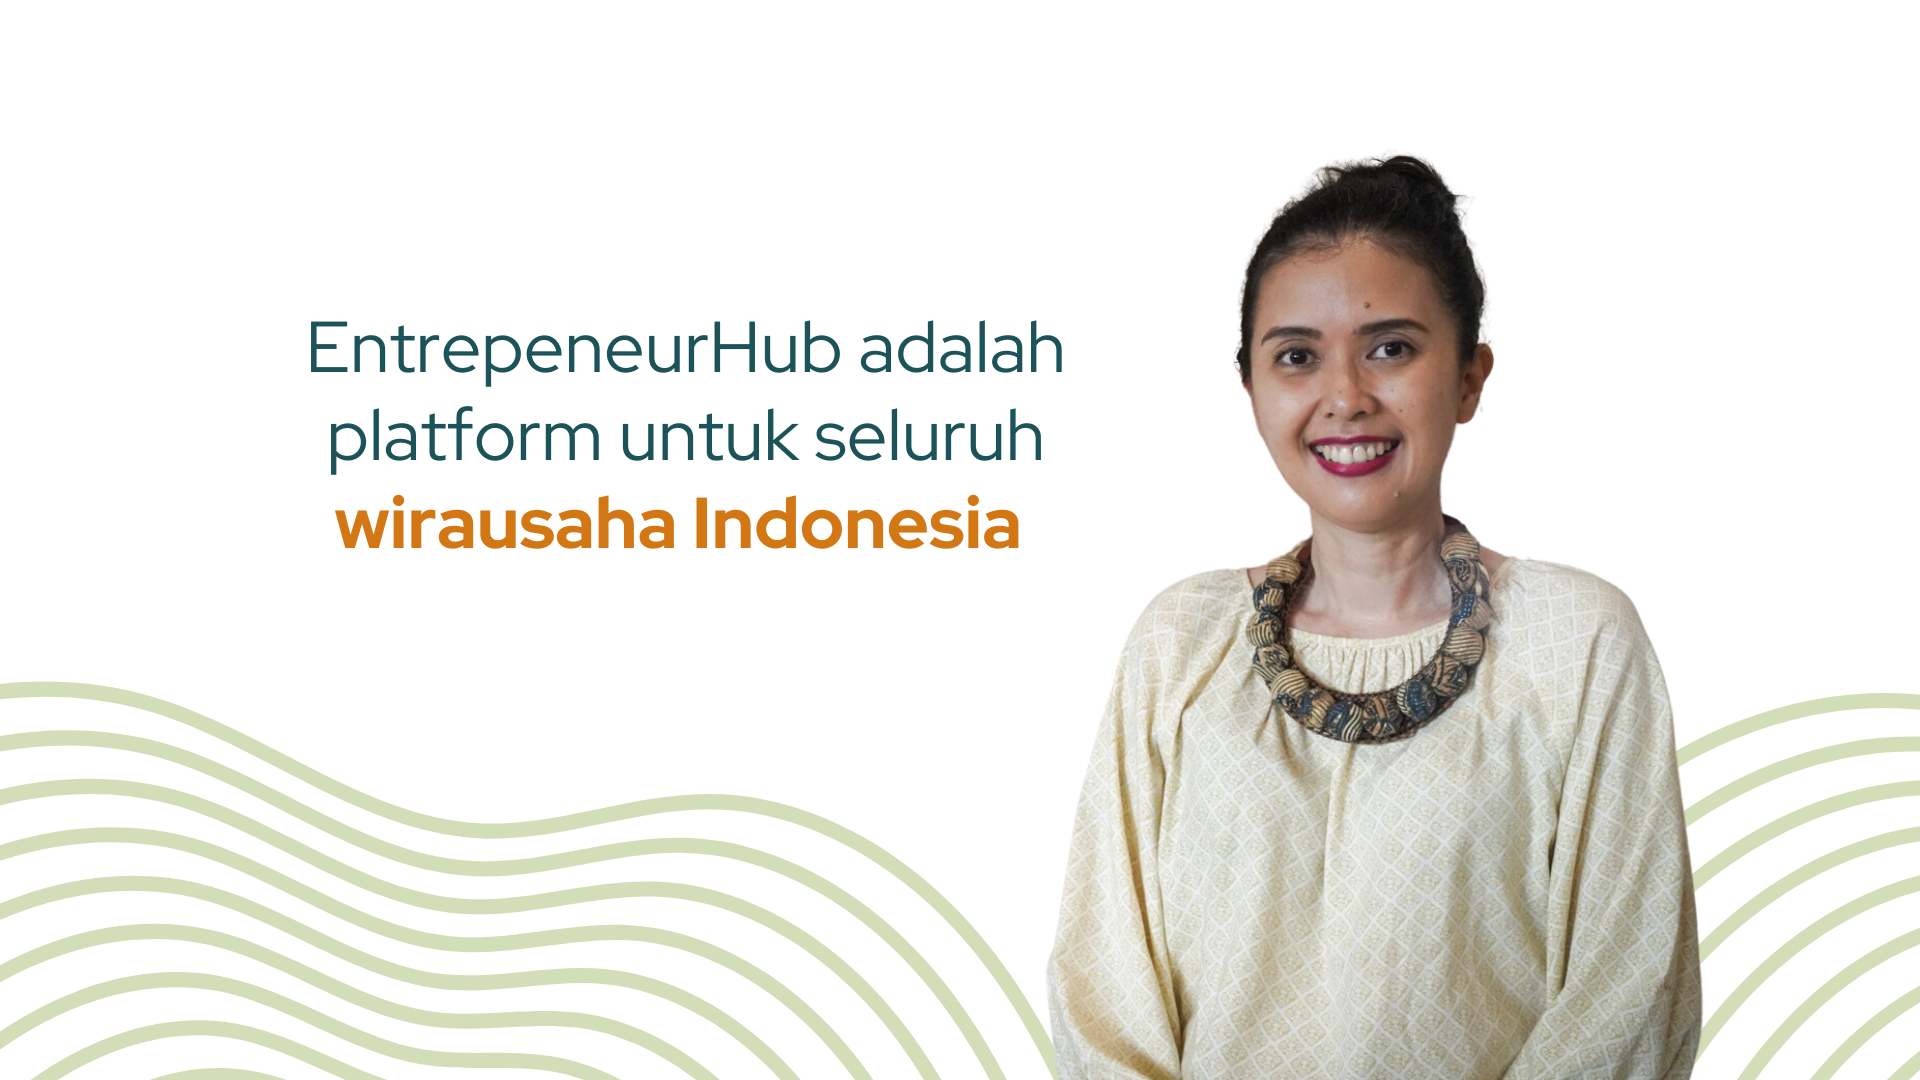 EntrepeneurHub adalah
platform untuk seluruh
wirausaha Indonesia